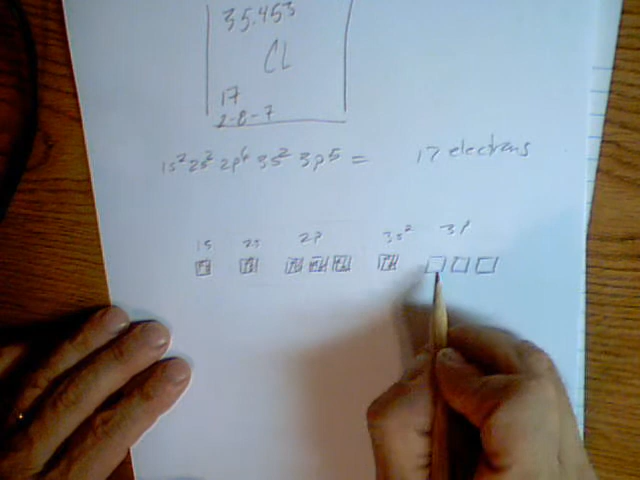 35.453
CL
17
2-8-7
1s² 2s² 2p⁶ 3s² 3p⁵ = 17 electrons
1s 2s 2p 3s² 3p